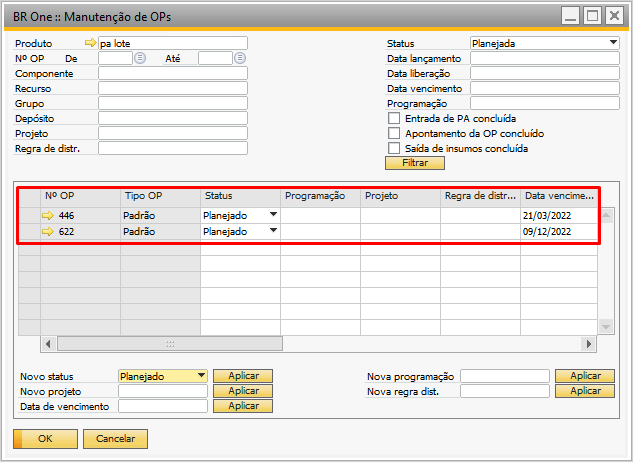 BR One :: Manutenção de OPs
Produto pa lote Status Planejada
Nº OP De Até Data lançamento
Componente Data liberação
Recurso Data vencimento
Grupo Programação
Depósito Entrada de PA concluída
Projeto Apontamento da OP concluído
Regra de distr. Saída de insumos concluída
Filtrar
Nº OP Tipo OP Status Programação Projeto Regra de distr... Data vencime...
446 Padrão Planejado 21/03/2022
622 Padrão Planejado 09/12/2022
Novo status Planejado Aplicar Nova programação Aplicar
Novo projeto Aplicar Nova regra dist. Aplicar
Data de vencimento Aplicar
OK Cancelar